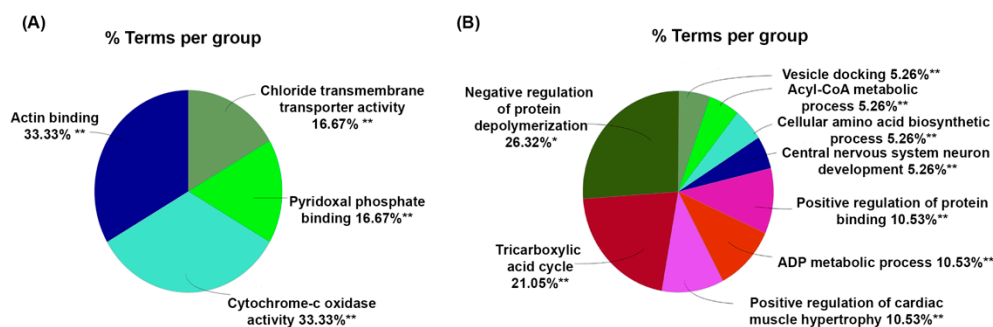 (A)
% Terms per group
Chloride transmembrane
transporter activity
16.67% **
Actin binding
33.33% **
Pyridoxal phosphate
binding 16.67%**
Cytochrome-c oxidase
activity 33.33%**
(B)
% Terms per group
Vesicle docking 5.26%**
Acyl-CoA metabolic
process 5.26%**
Cellular amino acid biosynthetic
process 5.26%**
Central nervous system neuron
development 5.26%**
Positive regulation of protein
binding 10.53%**
ADP metabolic process 10.53%**
Positive regulation of cardiac
muscle hypertrophy 10.53%**
Tricarboxylic
acid cycle
21.05%**
Negative regulation
of protein
depolymerization
26.32%*